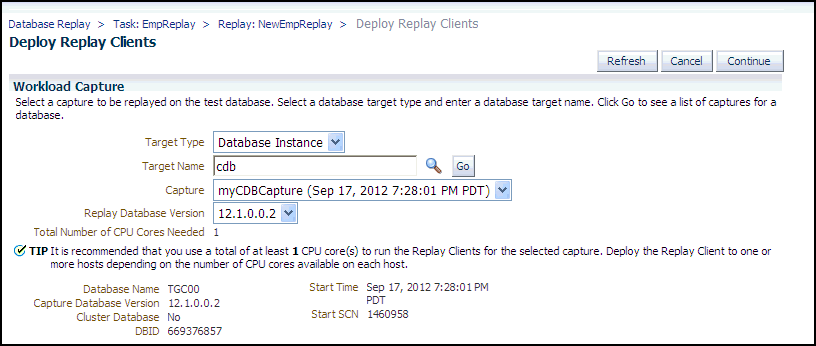 Database Replay > Task: EmpReplay > Replay: NewEmpReplay > Deploy Replay Clients
Deploy Replay Clients
Refresh Cancel Continue
Workload Capture
Select a capture to be replayed on the test database. Select a database target type and enter a database target name. Click Go to see a list of captures for a
database.
Target Type Database Instance
Target Name cdb Go
Capture myCDBCapture (Sep 17, 2012 7:28:01 PM PDT)
Replay Database Version 12.1.0.0.2
Total Number of CPU Cores Needed 1
TIP It is recommended that you use a total of at least 1 CPU core(s) to run the Replay Clients for the selected capture. Deploy the Replay Client to one or
more hosts depending on the number of CPU cores available on each host.
Database Name TGC00
Capture Database Version 12.1.0.0.2
Cluster Database No
DBID 669376857
Start Time Sep 17, 2012 7:28:01 PM
PDT
Start SCN 1460958